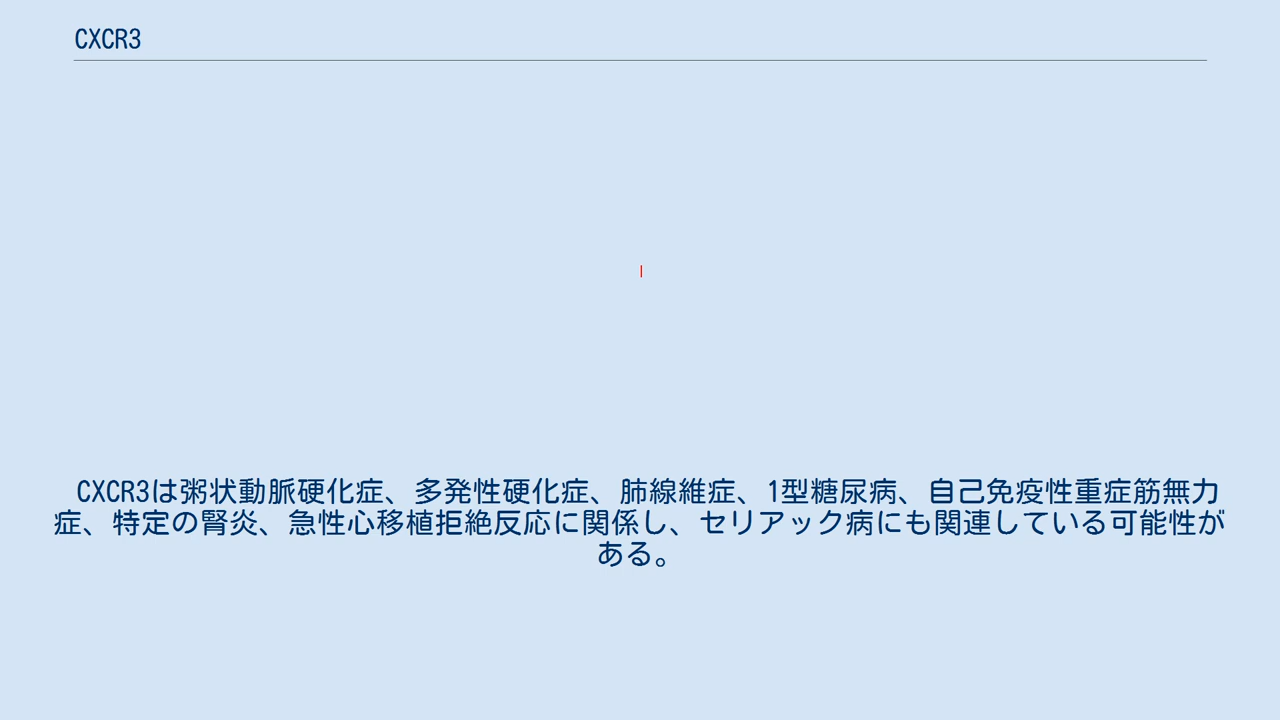 CXCR3
CXCR3は粥状動脈硬化症、多発性硬化症、肺線維症、1型糖尿病、自己免疫性重症筋無力
症、特定の腎炎、急性心移植拒絶反応に関係し、セリアック病にも関連している可能性が
ある。